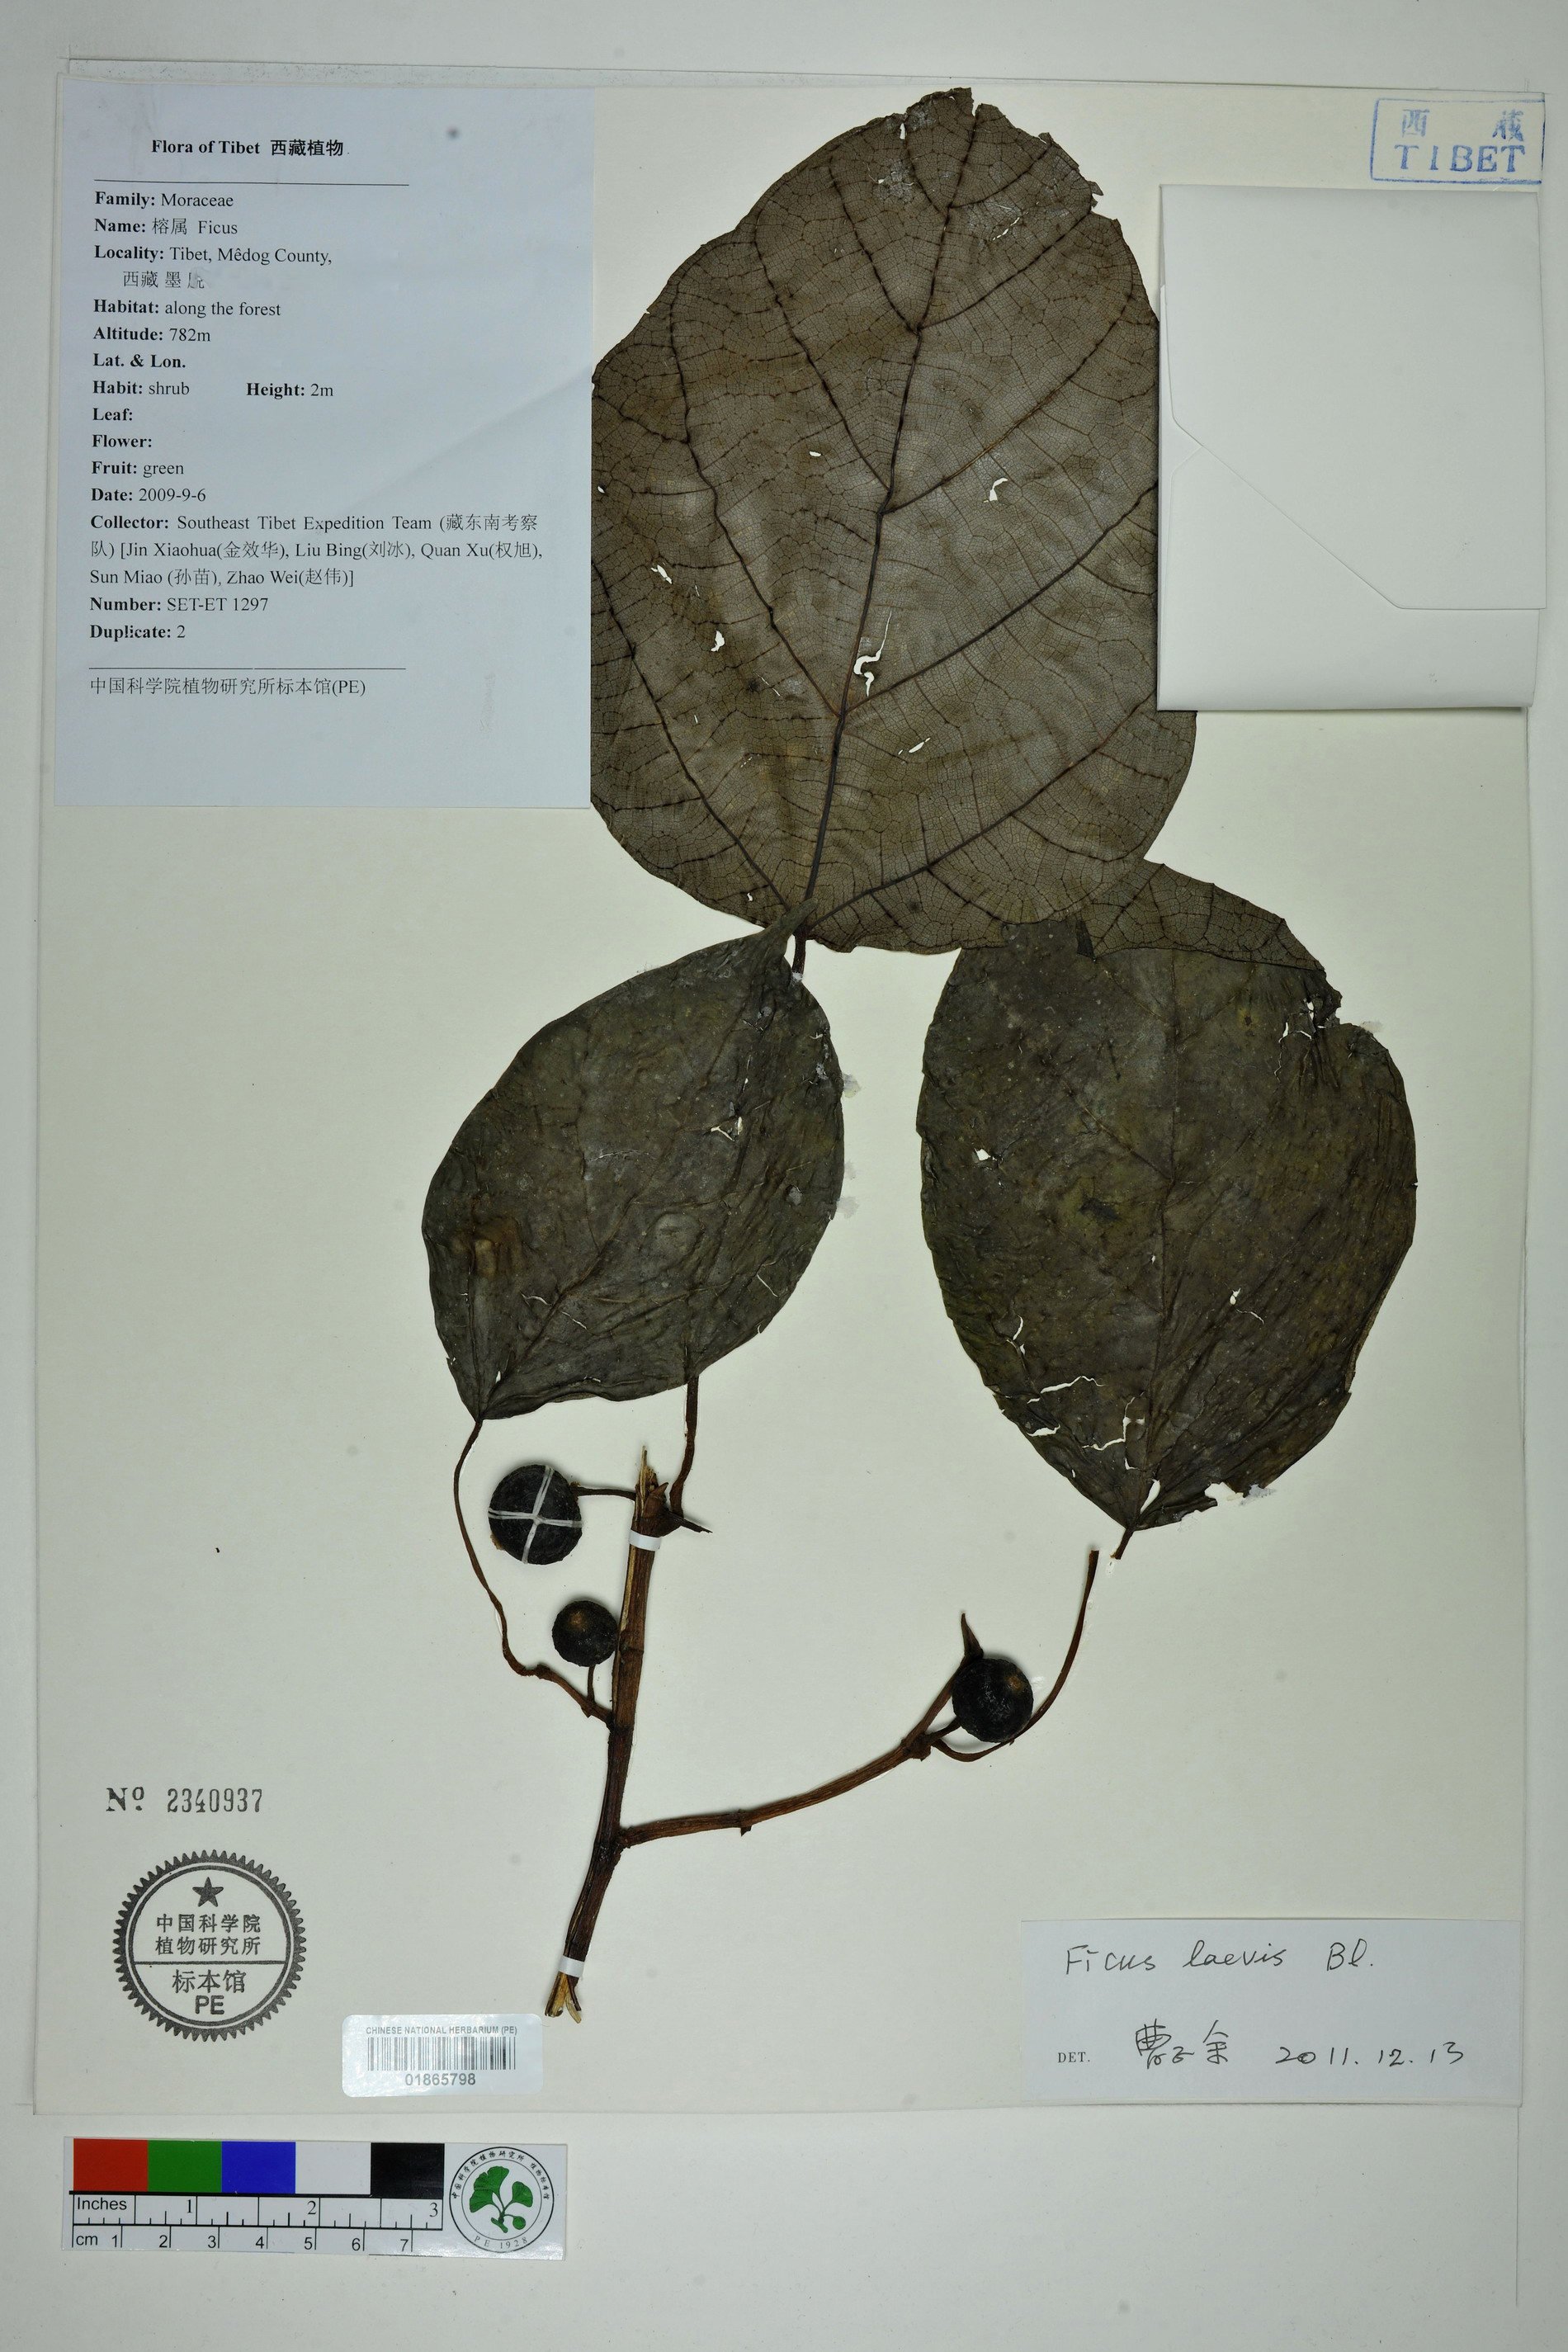 Flora of Tibet 西藏植物
Family: Moraceae
Name: 榕属 Ficus
Locality: Tibet, Mêdog County,
西藏 墨脱
Habitat: along the forest
Altitude: 782m
Lat. & Lon.
Habit: shrub Height: 2m
Leaf:
Flower:
Fruit: green
Date: 2009-9-6
Collector: Southeast Tibet Expedition Team (藏东南考察
队) [Jin Xiaohua(金效华), Liu Bing(刘冰), Quan Xu(权旭),
Sun Miao (孙苗), Zhao Wei(赵伟)]
Number: SET-ET 1297
Duplicate: 2
中国科学院植物研究所标本馆(PE)
西 藏
TIBET
Nº 2340937
中国科学院
植物研究所
标本馆
PE
CHINESE NATIONAL HERBARIUM (PE)
01865798
Ficus laevis Bl.
DET. 曹子余 2011.12.13
Inches 1 2 3
cm 1 2 3 4 5 6 7
PE 1928